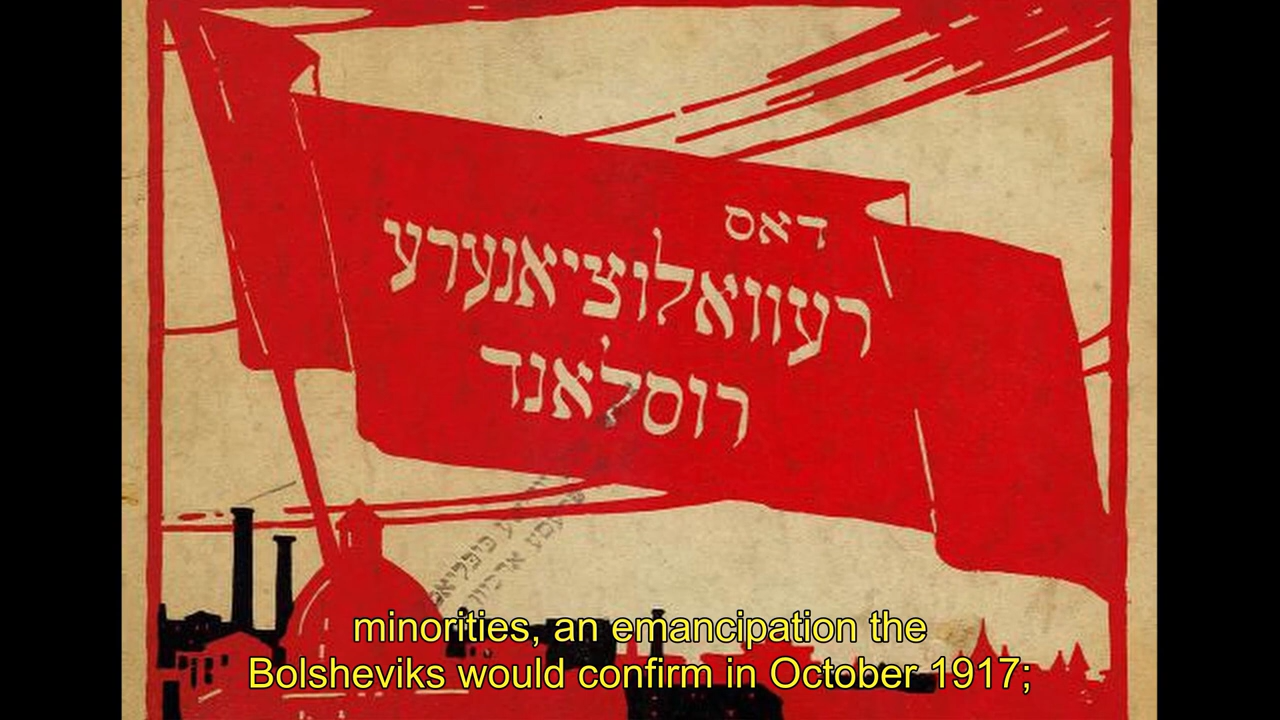 דאס
רעוואלוציאנערע
רוסלאנד
minorities, an emancipation the
Bolsheviks would confirm in October 1917;